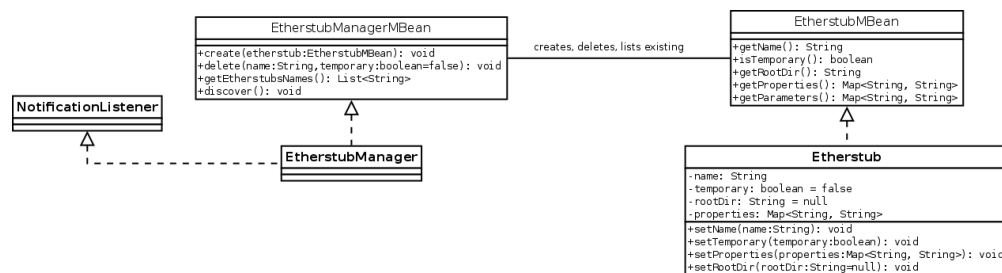 EtherstubManagerMBean
+create(etherstub:EtherstubMBean): void
+delete(name:String,temporary:boolean=false): void
+getEtherstubsNames(): List<String>
+discover(): void
creates, deletes, lists existing
EtherstubMBean
+getName(): String
+isTemporary(): boolean
+getRootDir(): String
+getProperties(): Map<String, String>
+getParameters(): Map<String, String>
NotificationListener
EtherstubManager
Etherstub
-name: String
-temporary: boolean = false
-rootDir: String = null
-properties: Map<String, String>
+setName(name:String): void
+setTemporary(temporary:boolean): void
+setProperties(properties:Map<String, String>): void
+setRootDir(rootDir:String=null): void